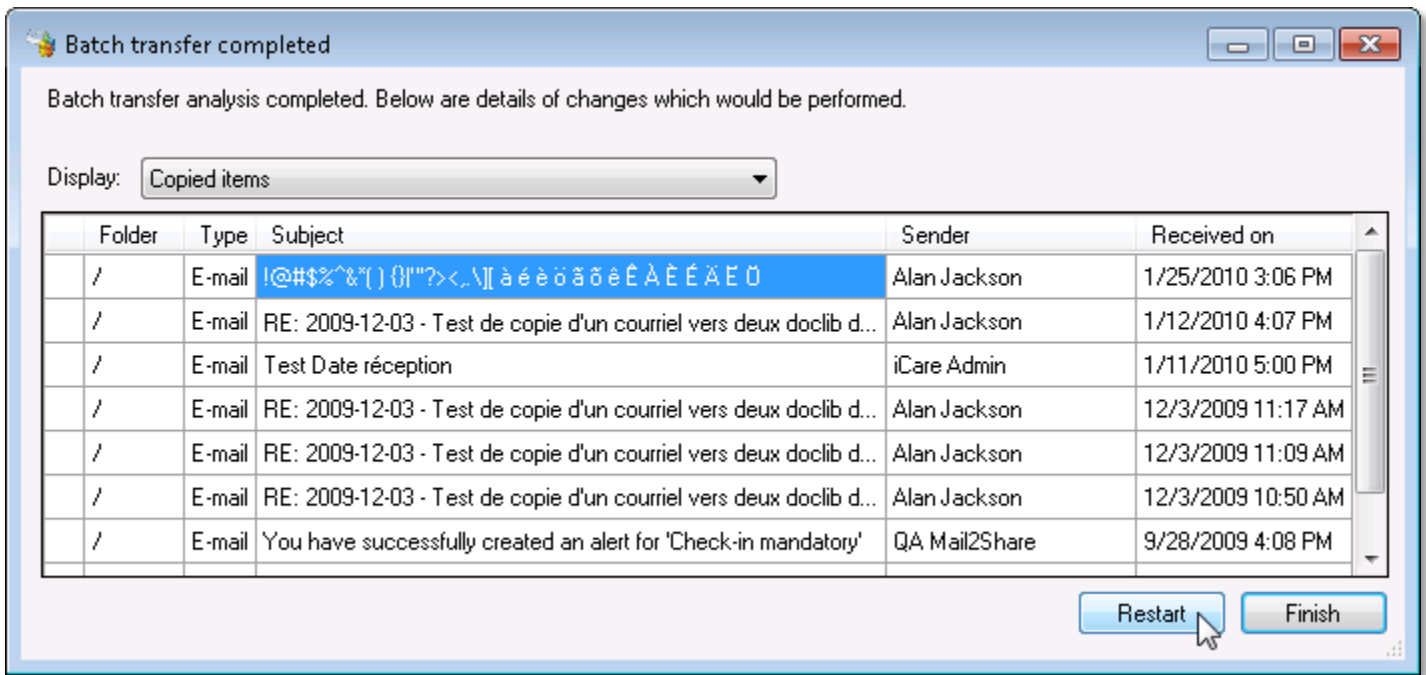 Batch transfer completed
Batch transfer analysis completed. Below are details of changes which would be performed.
Display: Copied items
Folder Type Subject Sender Received on
/ E-mail !@#$%^&*( ) {}|'"?><,.\][ à é è ö ã õ ê Ê À È É Ä Ë Ö Alan Jackson 1/25/2010 3:06 PM
/ E-mail RE: 2009-12-03 - Test de copie d'un courriel vers deux doclib d... Alan Jackson 1/12/2010 4:07 PM
/ E-mail Test Date réception iCare Admin 1/11/2010 5:00 PM
/ E-mail RE: 2009-12-03 - Test de copie d'un courriel vers deux doclib d... Alan Jackson 12/3/2009 11:17 AM
/ E-mail RE: 2009-12-03 - Test de copie d'un courriel vers deux doclib d... Alan Jackson 12/3/2009 11:09 AM
/ E-mail RE: 2009-12-03 - Test de copie d'un courriel vers deux doclib d... Alan Jackson 12/3/2009 10:50 AM
/ E-mail You have successfully created an alert for 'Check-in mandatory' QA Mail2Share 9/28/2009 4:08 PM
Restart Finish